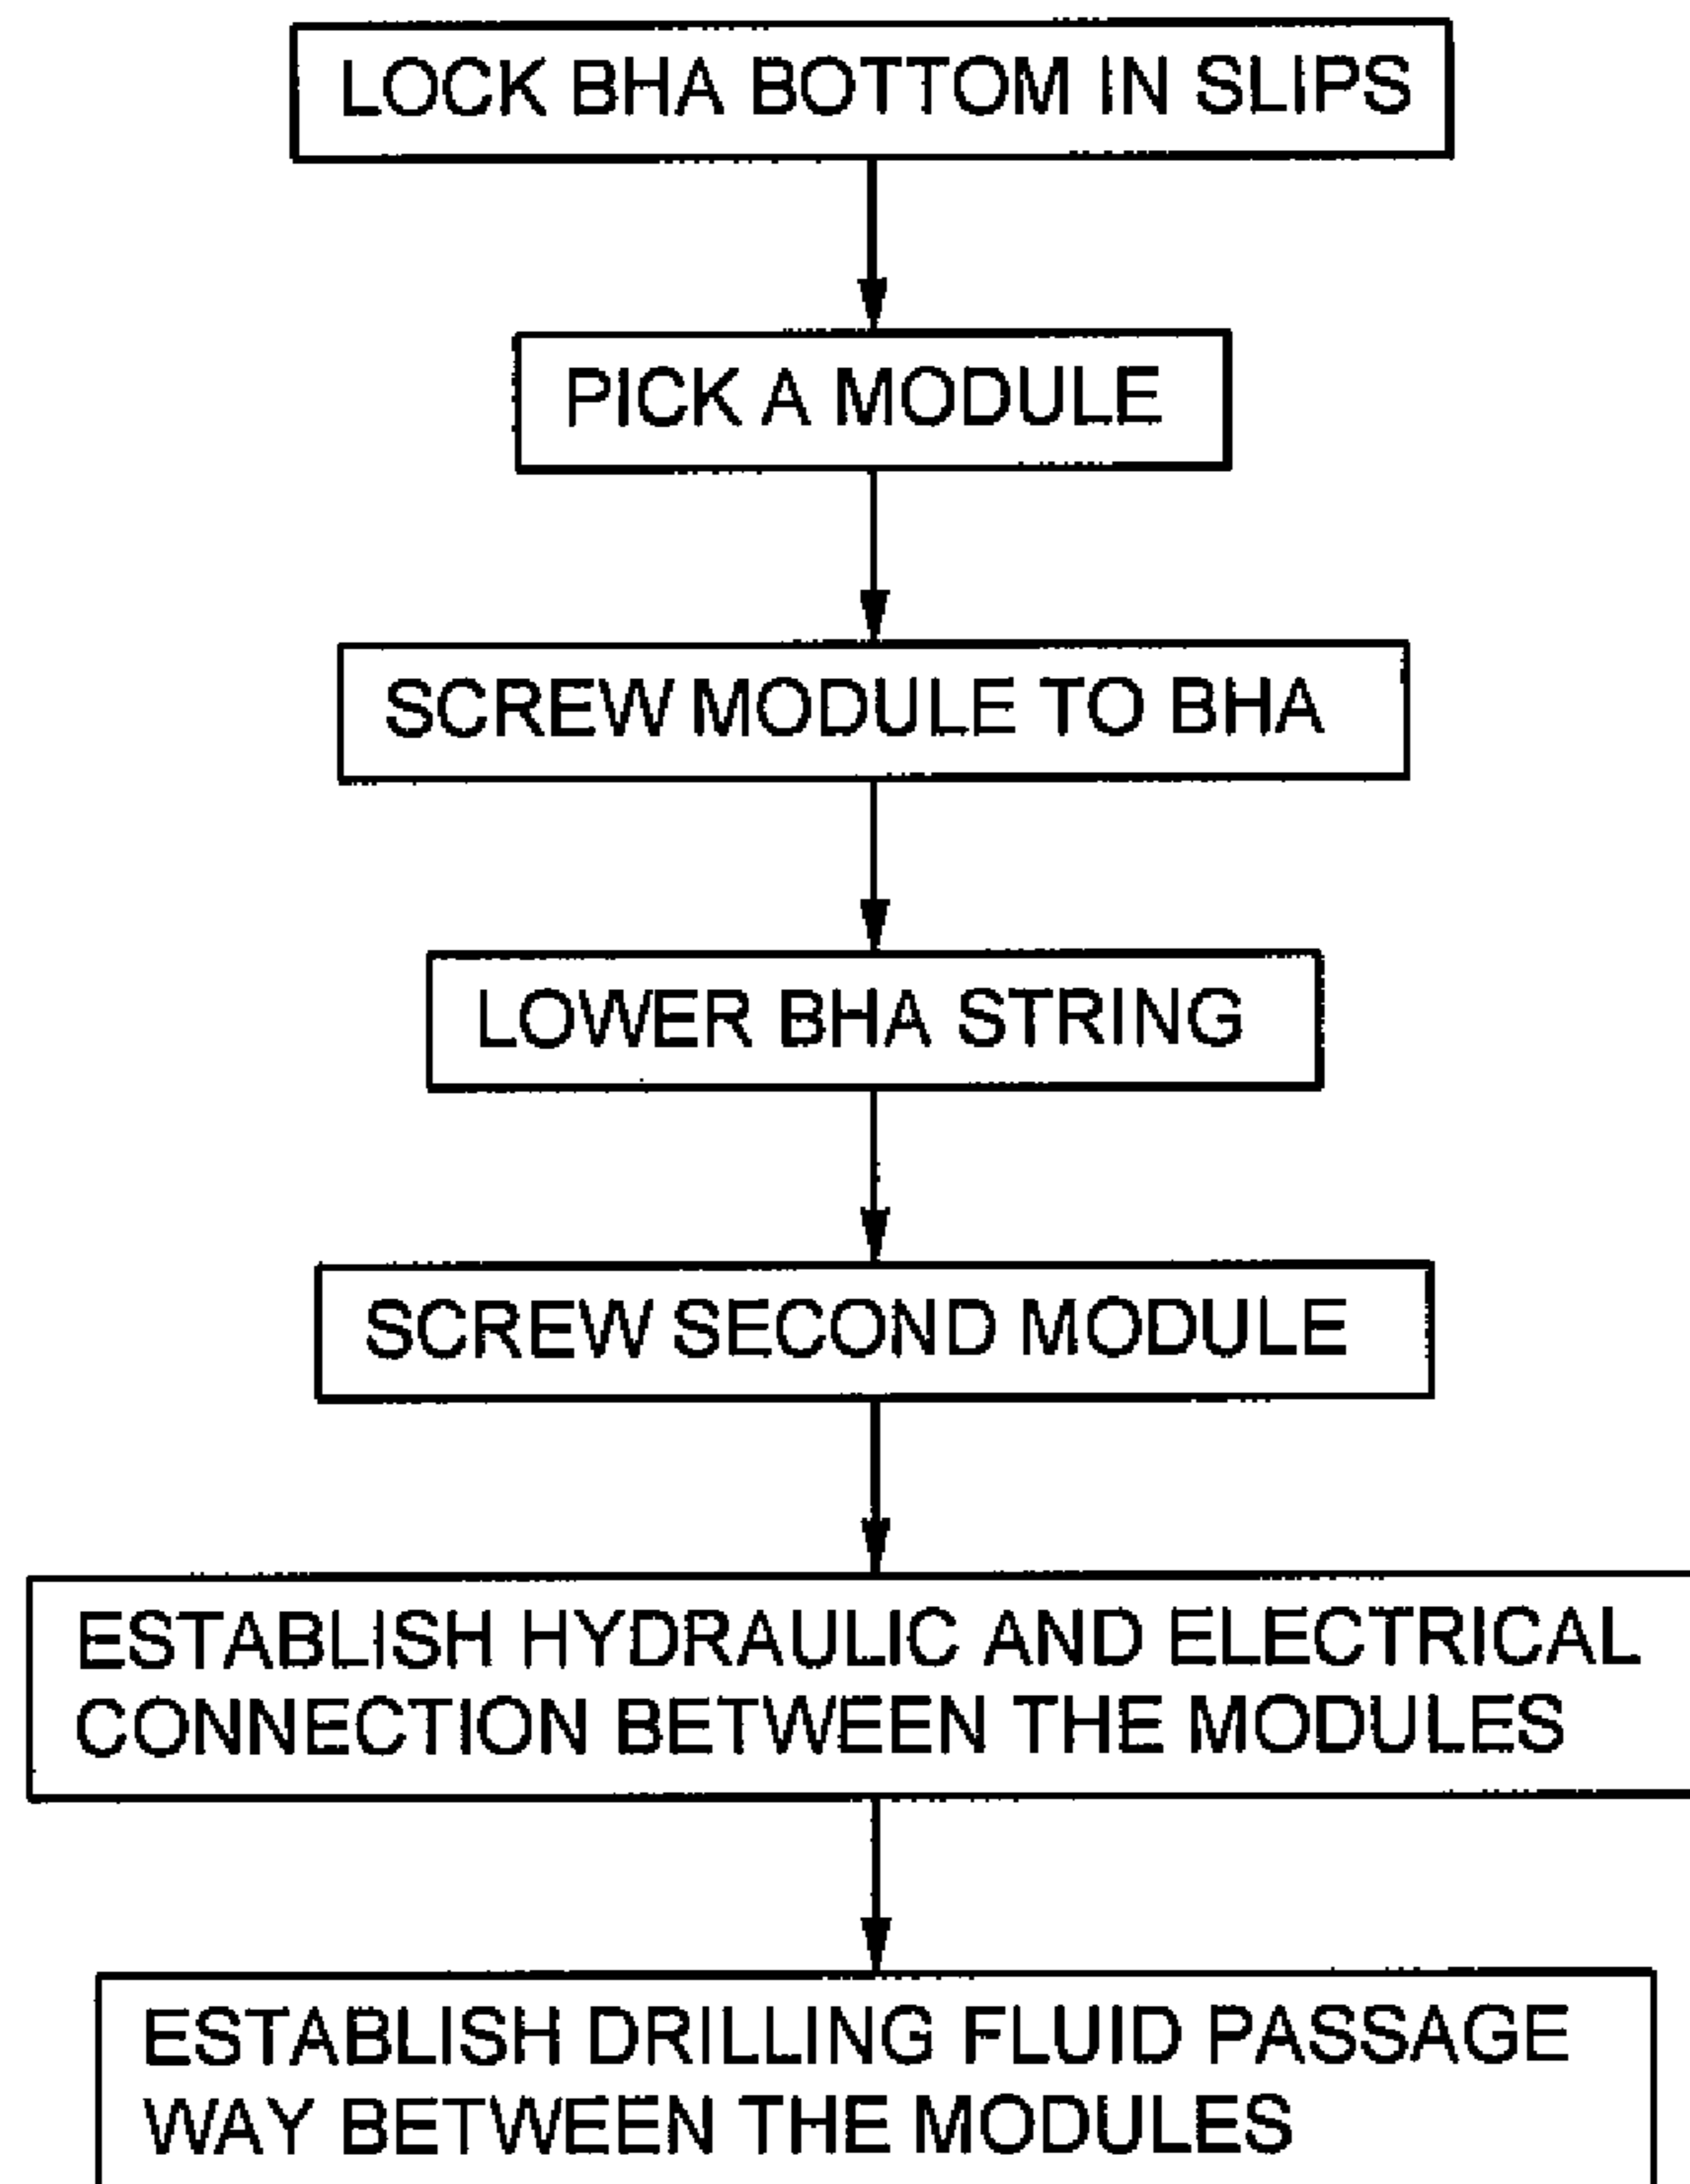 LOCK BHA BOTTOM IN SLIPS
PICK A MODULE
SCREW MODULE TO BHA
LOWER BHA STRING
SCREW SECOND MODULE
ESTABLISH HYDRAULIC AND ELECTRICAL
CONNECTION BETWEEN THE MODULES
ESTABLISH DRILLING FLUID PASSAGE
WAY BETWEEN THE MODULES